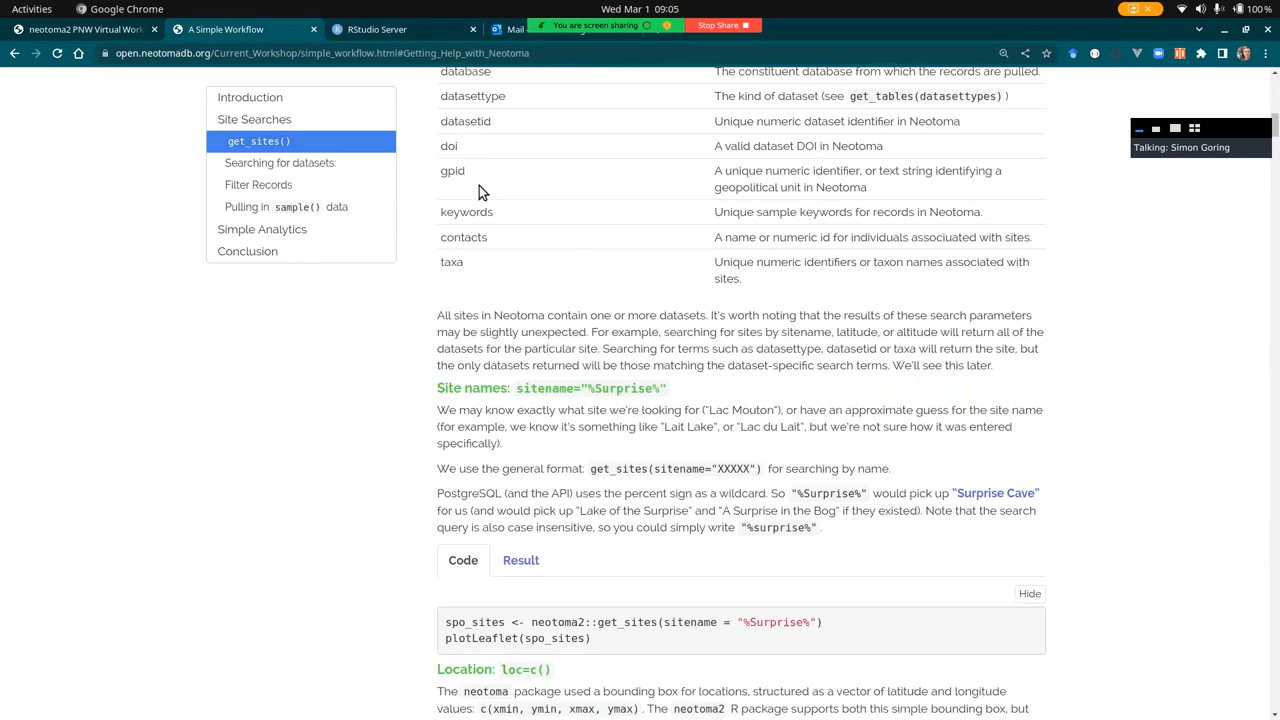 Activities Google Chrome Wed Mar 1 09:05 100 %
neotoma2 PNW Virtual Work × A Simple Workflow × RStudio Server × Mail You are screen sharing Stop Share
open.neotomadb.org/Current_Workshop/simple_workflow.html#Getting_Help_with_Neotoma
Talking: Simon Goring
Introduction
Site Searches
get_sites()
Searching for datasets:
Filter Records
Pulling in sample() data
Simple Analytics
Conclusion
database The constituent database from which the records are pulled.
datasettype The kind of dataset (see get_tables(datasettypes) )
datasetid Unique numeric dataset identifier in Neotoma
doi A valid dataset DOI in Neotoma
gpid A unique numeric identifier, or text string identifying a
geopolitical unit in Neotoma
keywords Unique sample keywords for records in Neotoma.
contacts A name or numeric id for individuals associuated with sites.
taxa Unique numeric identifiers or taxon names associated with
sites.
All sites in Neotoma contain one or more datasets. It's worth noting that the results of these search parameters
may be slightly unexpected. For example, searching for sites by sitename, latitude, or altitude will return all of the
datasets for the particular site. Searching for terms such as datasettype, datasetid or taxa will return the site, but
the only datasets returned will be those matching the dataset-specific search terms. We'll see this later.
Site names: sitename="%Surprise%"
We may know exactly what site we're looking for ("Lac Mouton"), or have an approximate guess for the site name
(for example, we know it's something like "Lait Lake", or "Lac du Lait", but we're not sure how it was entered
specifically).
We use the general format: get_sites(sitename="XXXXX") for searching by name.
PostgreSQL (and the API) uses the percent sign as a wildcard. So "%Surprise%" would pick up "Surprise Cave"
for us (and would pick up "Lake of the Surprise" and "A Surprise in the Bog" if they existed). Note that the search
query is also case insensitive, so you could simply write "%surprise%".
Code Result
Hide
spo_sites <- neotoma2::get_sites(sitename = "%Surprise%")
plotLeaflet(spo_sites)
Location: loc=c()
The neotoma package used a bounding box for locations, structured as a vector of latitude and longitude
values: c(xmin, ymin, xmax, ymax). The neotoma2 R package supports both this simple bounding box, but